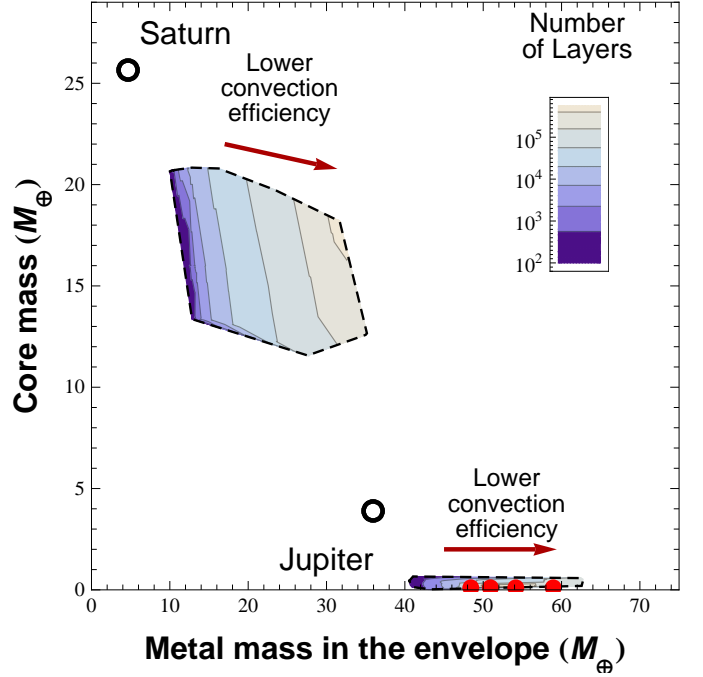 Saturn
Number
of Layers
Lower
convection
efficiency
10^5
10^4
10^3
10^2
25
20
15
10
5
0
Core mass (M⊕)
Lower
convection
efficiency
Jupiter
0 10 20 30 40 50 60 70
Metal mass in the envelope (M⊕)